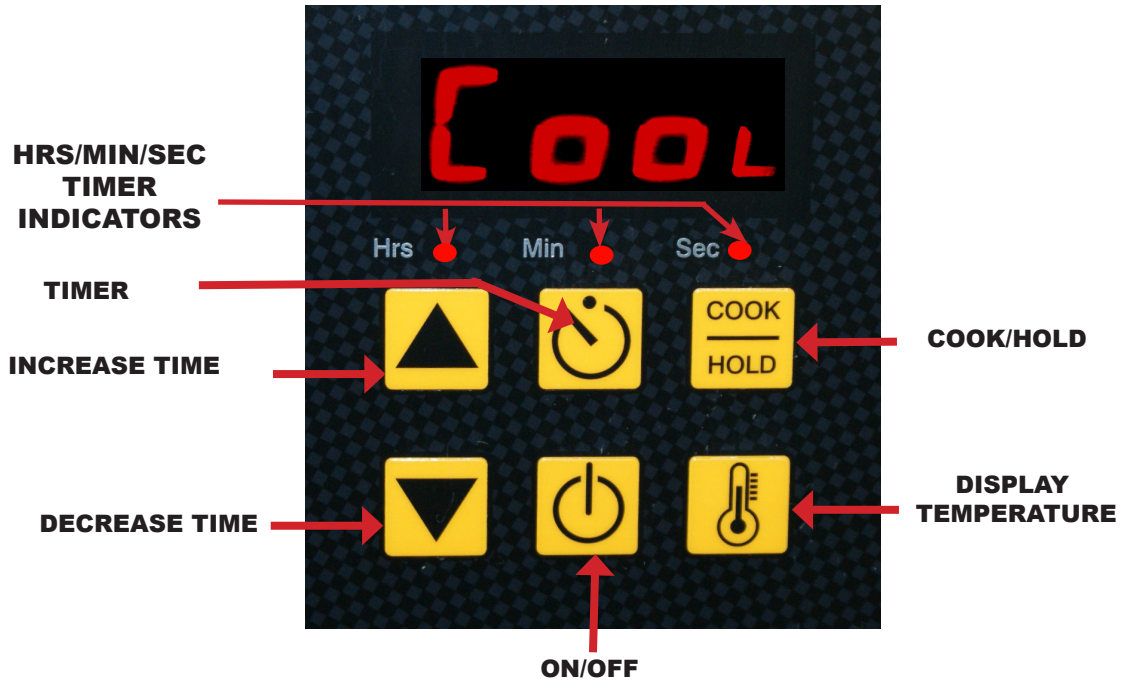 CooL
HRS/MIN/SEC
TIMER
INDICATORS
Hrs Min Sec
TIMER
COOK
HOLD
COOK/HOLD
INCREASE TIME
DISPLAY
TEMPERATURE
DECREASE TIME
ON/OFF